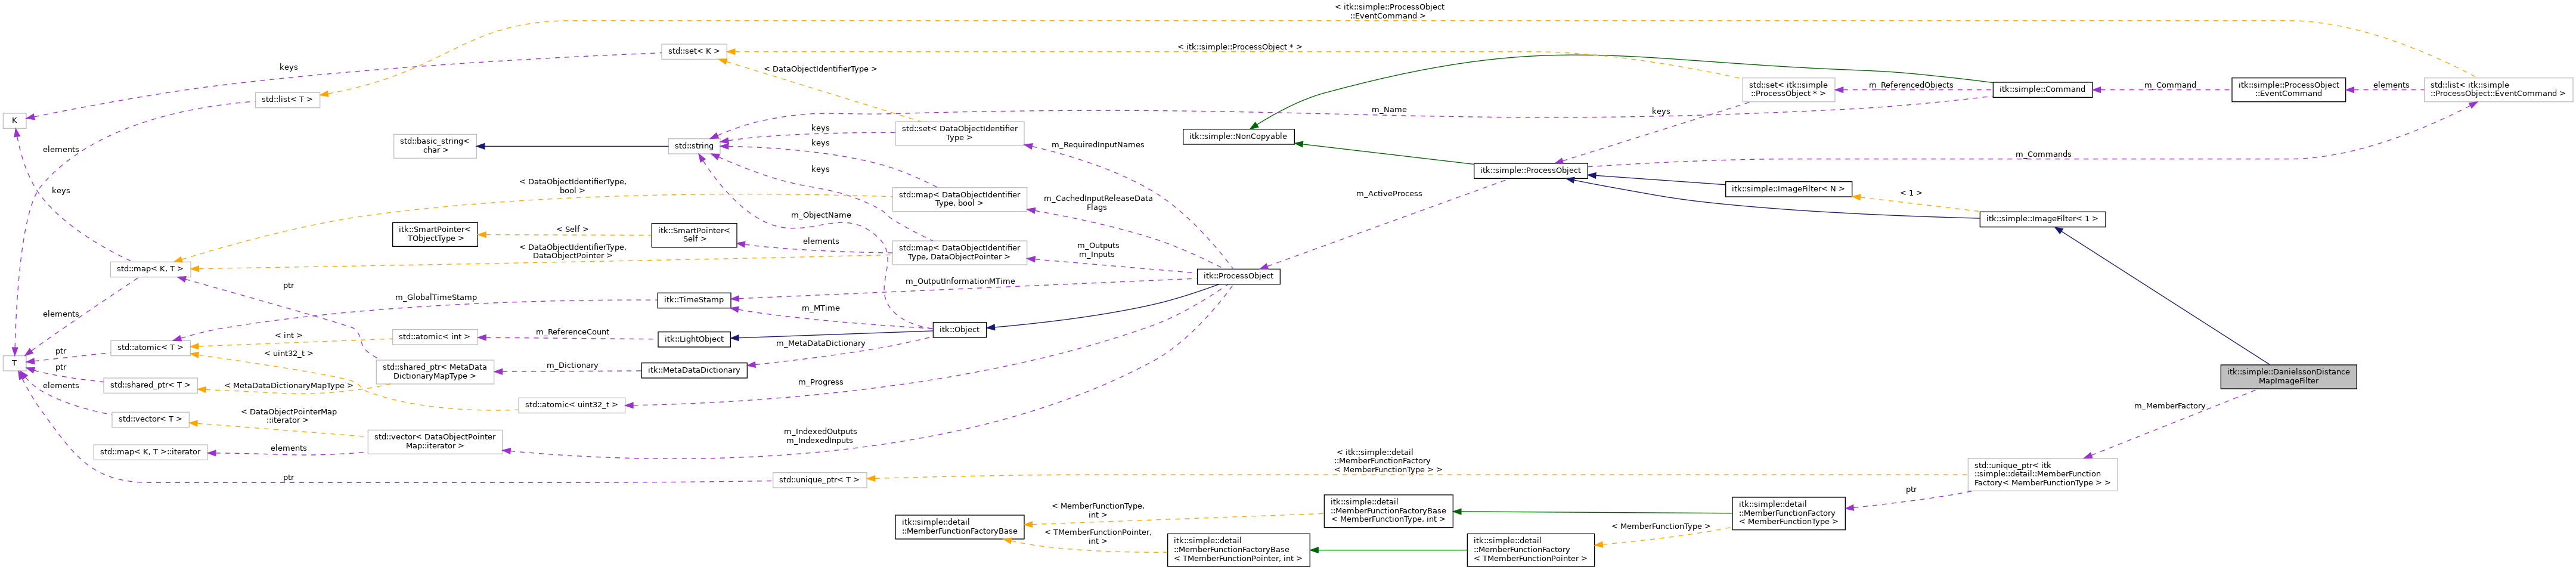 < itk::simple::ProcessObject
::EventCommand >
< itk::simple::ProcessObject * >
std::set< K >
< DataObjectIdentifierType >
keys
std::list< T >
K
std::set< itk::simple
::ProcessObject * >
m_ReferencedObjects
itk::simple::Command
m_Command
itk::simple::ProcessObject
::EventCommand
elements
std::list< itk::simple
::ProcessObject::EventCommand >
m_Name
keys
std::set< DataObjectIdentifier
Type >
keys
itk::simple::NonCopyable
std::basic_string<
char >
std::string
keys
m_RequiredInputNames
elements
m_Commands
keys
itk::simple::ProcessObject
keys
< DataObjectIdentifierType,
bool >
std::map< DataObjectIdentifier
Type, bool >
m_CachedInputReleaseData
Flags
m_ActiveProcess
itk::simple::ImageFilter< N >
< 1 >
itk::simple::ImageFilter< 1 >
m_ObjectName
itk::SmartPointer<
TObjectType >
< Self >
itk::SmartPointer<
Self >
elements
std::map< DataObjectIdentifier
Type, DataObjectPointer >
m_Outputs
m_Inputs
< DataObjectIdentifierType,
DataObjectPointer >
std::map< K, T >
itk::ProcessObject
ptr
m_OutputInformationMTime
m_GlobalTimeStamp
itk::TimeStamp
m_MTime
elements
< int >
std::atomic< int >
m_ReferenceCount
itk::LightObject
itk::Object
std::atomic< T >
ptr
< uint32_t >
m_MetaDataDictionary
T
ptr
std::shared_ptr< MetaData
DictionaryMapType >
m_Dictionary
itk::MetaDataDictionary
itk::simple::DanielssonDistance
MapImageFilter
std::shared_ptr< T >
elements
< MetaDataDictionaryMapType >
m_Progress
std::atomic< uint32_t >
m_MemberFactory
std::vector< T >
< DataObjectPointerMap
::iterator >
std::vector< DataObjectPointer
Map::iterator >
m_IndexedOutputs
m_IndexedInputs
std::map< K, T >::iterator
elements
ptr
std::unique_ptr< T >
< itk::simple::detail
::MemberFunctionFactory
< MemberFunctionType > >
std::unique_ptr< itk
::simple::detail::MemberFunction
Factory< MemberFunctionType > >
ptr
itk::simple::detail
::MemberFunctionFactoryBase
< MemberFunctionType,
int >
itk::simple::detail
::MemberFunctionFactoryBase
< MemberFunctionType, int >
itk::simple::detail
::MemberFunctionFactory
< MemberFunctionType >
< TMemberFunctionPointer,
int >
itk::simple::detail
::MemberFunctionFactoryBase
< TMemberFunctionPointer, int >
itk::simple::detail
::MemberFunctionFactory
< TMemberFunctionPointer >
< MemberFunctionType >